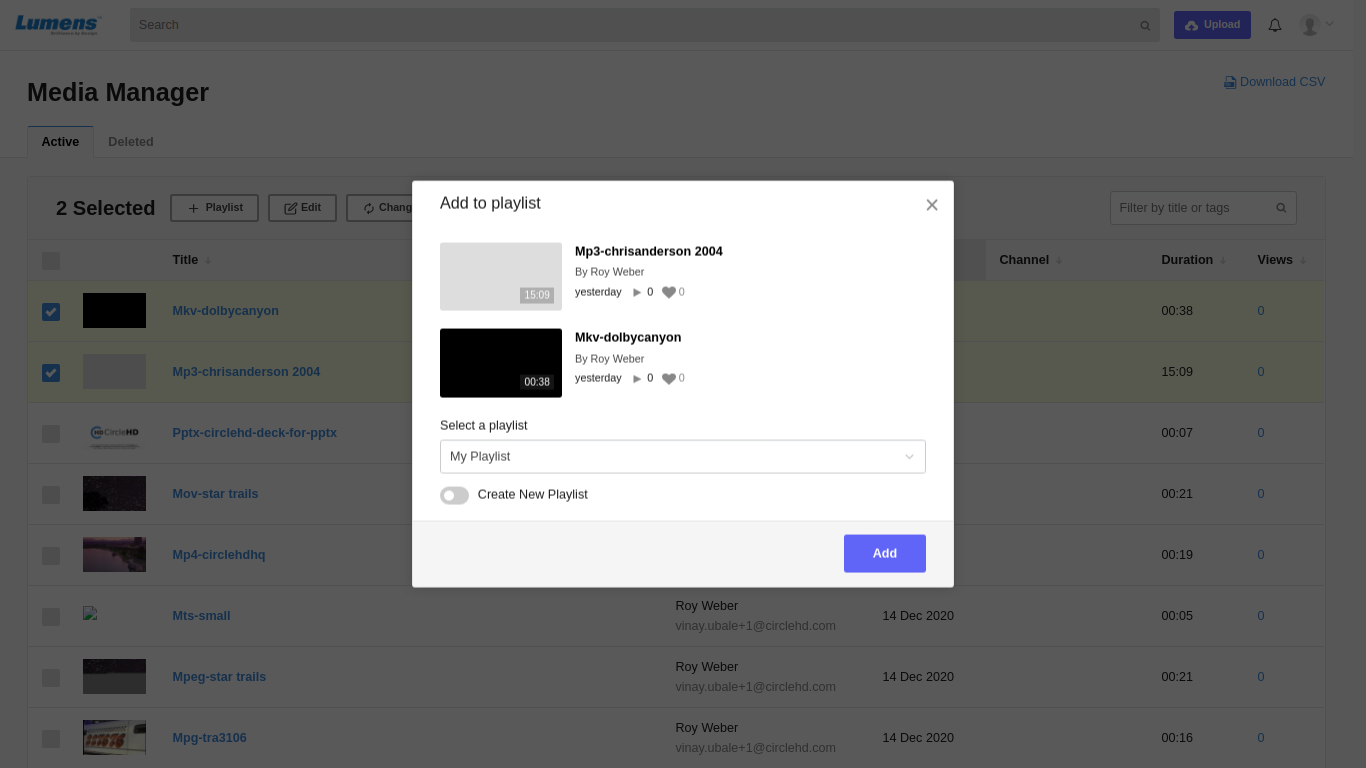 Lumens
Search
Upload
Media Manager
Download CSV
Active
Deleted
2 Selected
Playlist
Edit
Chang
Filter by title or tags
Title
Channel
Duration
Views
Mkv-dolbycanyon
00:38
0
Mp3-chrisanderson 2004
15:09
0
CircleHD
Pptx-circlehd-deck-for-pptx
00:07
0
Mov-star trails
00:21
0
Mp4-circlehdhq
00:19
0
Mts-small
Roy Weber
vinay.ubale+1@circlehd.com
14 Dec 2020
00:05
0
Mpeg-star trails
Roy Weber
vinay.ubale+1@circlehd.com
14 Dec 2020
00:21
0
Mpg-tra3106
Roy Weber
vinay.ubale+1@circlehd.com
14 Dec 2020
00:16
0
Add to playlist
15:09
Mp3-chrisanderson 2004
By Roy Weber
yesterday 0 0
00:38
Mkv-dolbycanyon
By Roy Weber
yesterday 0 0
Select a playlist
My Playlist
Create New Playlist
Add